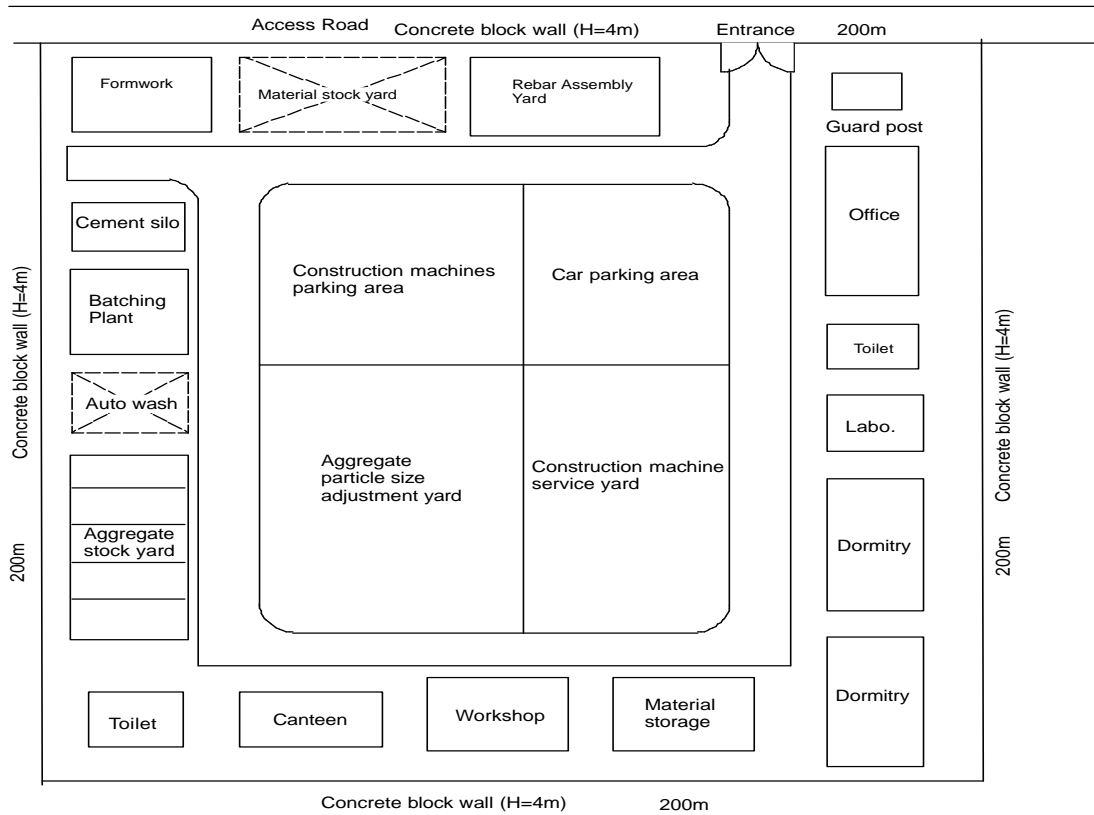 Access Road
Concrete block wall (H=4m)
Entrance
200m
Formwork
Material stock yard
Rebar Assembly
Yard
Guard post
Cement silo
Office
Construction machines
parking area
Car parking area
Batching
Plant
Toilet
Auto wash
Labo.
Concrete block wall (H=4m)
200m
Concrete block wall (H=4m)
200m
Aggregate
particle size
adjustment yard
Construction machine
service yard
Aggregate
stock yard
Dormitry
Dormitry
Toilet
Canteen
Workshop
Material
storage
Concrete block wall (H=4m)
200m